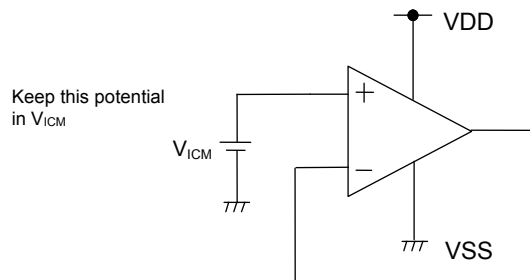 VDD
Keep this potential
in VICM
+
VICM
−
VSS